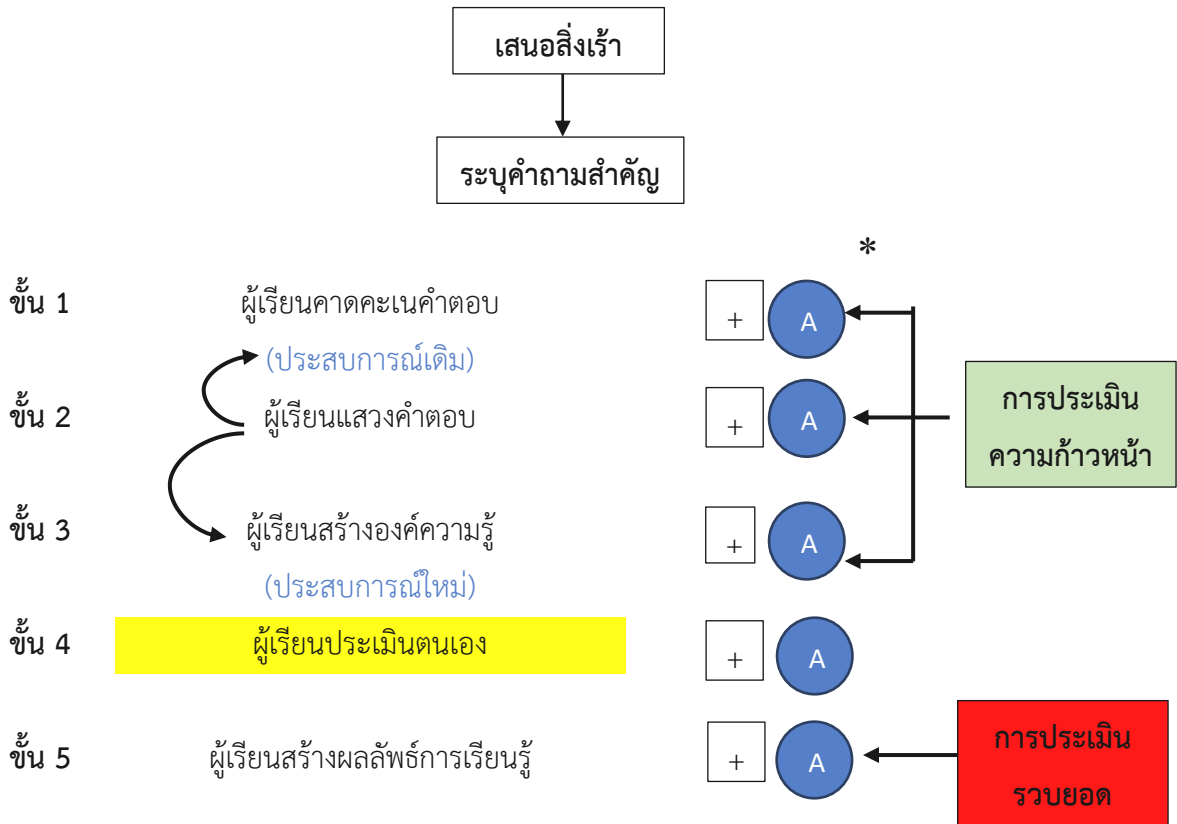 เสนอสิ่งเร้า
ระบุคำถามสำคัญ
*
ขั้น 1 ผู้เรียนคาดคะเนคำตอบ + A
(ประสบการณ์เดิม)
ขั้น 2 ผู้เรียนแสวงคำตอบ + A
การประเมิน
ความก้าวหน้า
ขั้น 3 ผู้เรียนสร้างองค์ความรู้ + A
(ประสบการณ์ใหม่)
ขั้น 4 ผู้เรียนประเมินตนเอง + A
ขั้น 5 ผู้เรียนสร้างผลลัพธ์การเรียนรู้ + A
การประเมิน
รวบยอด